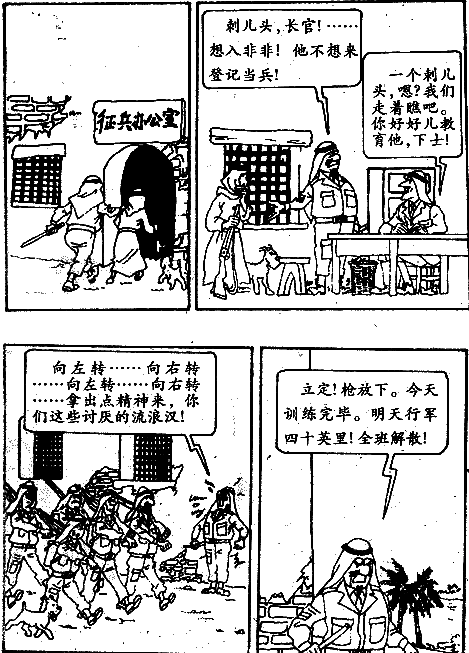 征兵办公室
刺儿头,长官!……
想入非非! 他不想来
登记当兵!
一个刺儿
头,嗯?我们
走着瞧吧。
你好好儿教
育他,下士!
向左转……向右转
……向左转……向右转
……拿出点精神来,你
们这些讨厌的流浪汉!
立定!枪放下。今天
训练完毕。明天行军
四十英里!全班解散!